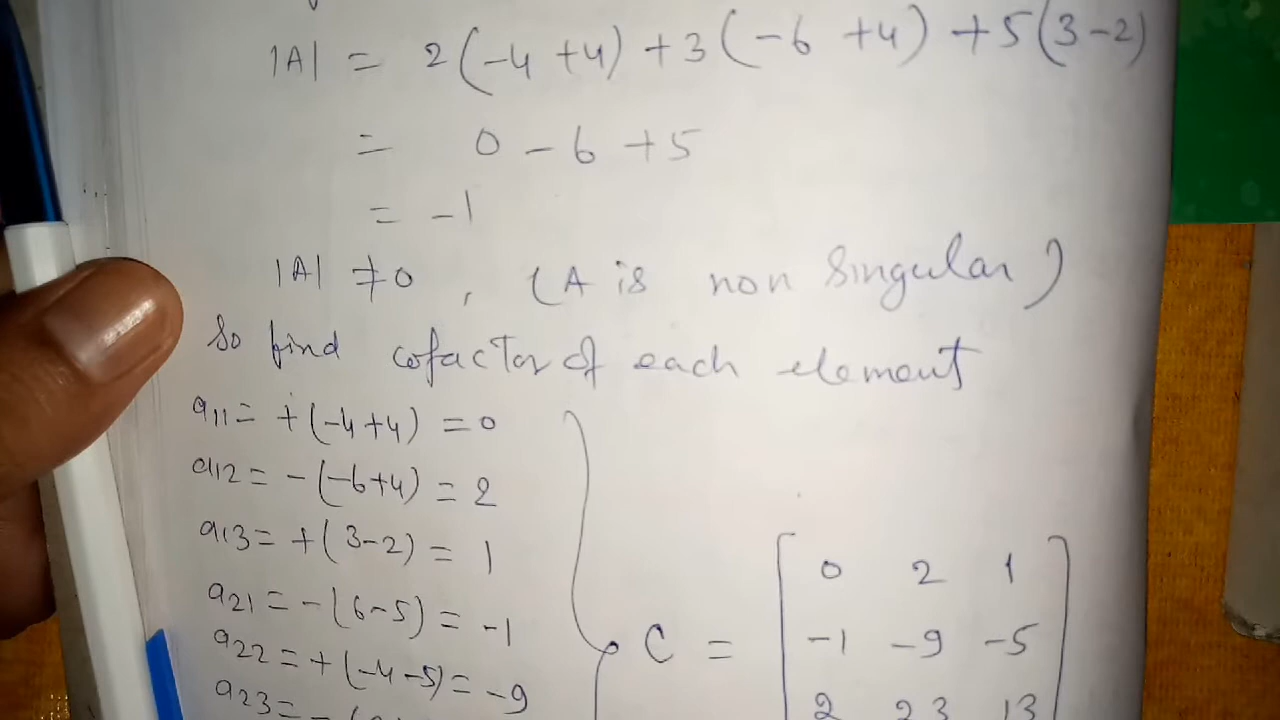 |A| = 2(-4 +4) +3(-6 +4) +5(3-2)
= 0 - 6 +5
= -1
|A| ≠0 , (A is non Singular)
So find cofactor of each element
a11= +(-4+4) =0
a12= -(-6+4) = 2
a13= +(3-2) = 1
a21= -(6-5) = -1
a22= +(-4-5)= -9
a23= -(
C =
0 2 1
-1 -9 -5
2 23 13